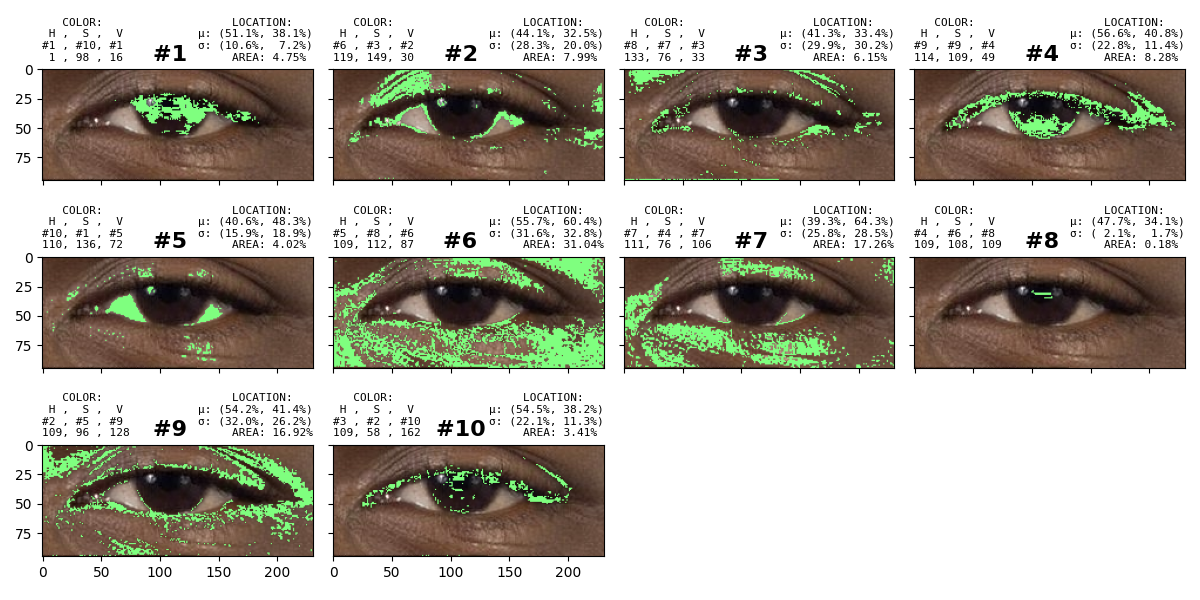 COLOR: LOCATION: COLOR: LOCATION: COLOR: LOCATION: COLOR: LOCATION:
H , S , V μ: (51.1%, 38.1%) H , S , V μ: (44.1%, 32.5%) H , S , V μ: (41.3%, 33.4%) H , S , V μ: (56.6%, 40.8%)
#1 , #10, #1 #1 σ: (10.6%, 7.2%) #6 , #3 , #2 #2 σ: (28.3%, 20.0%) #8 , #7 , #3 #3 σ: (29.9%, 30.2%) #9 , #9 , #4 #4 σ: (22.8%, 11.4%)
1 , 98 , 16 AREA: 4.75% 119, 149, 30 AREA: 7.99% 133, 76 , 33 AREA: 6.15% 114, 109, 49 AREA: 8.28%
0
25
50
75
COLOR: LOCATION: COLOR: LOCATION: COLOR: LOCATION: COLOR: LOCATION:
H , S , V μ: (40.6%, 48.3%) H , S , V μ: (55.7%, 60.4%) H , S , V μ: (39.3%, 64.3%) H , S , V μ: (47.7%, 34.1%)
#10, #1 , #5 #5 σ: (15.9%, 18.9%) #5 , #8 , #6 #6 σ: (31.6%, 32.8%) #7 , #4 , #7 #7 σ: (25.8%, 28.5%) #4 , #6 , #8 #8 σ: ( 2.1%, 1.7%)
110, 136, 72 AREA: 4.02% 109, 112, 87 AREA: 31.04% 111, 76 , 106 AREA: 17.26% 109, 108, 109 AREA: 0.18%
0
25
50
75
COLOR: LOCATION: COLOR: LOCATION:
H , S , V μ: (54.2%, 41.4%) H , S , V μ: (54.5%, 38.2%)
#2 , #5 , #9 #9 σ: (32.0%, 26.2%) #3 , #2 , #10 #10 σ: (22.1%, 11.3%)
109, 96 , 128 AREA: 16.92% 109, 58 , 162 AREA: 3.41%
0
25
50
75
0 50 100 150 200 0 50 100 150 200